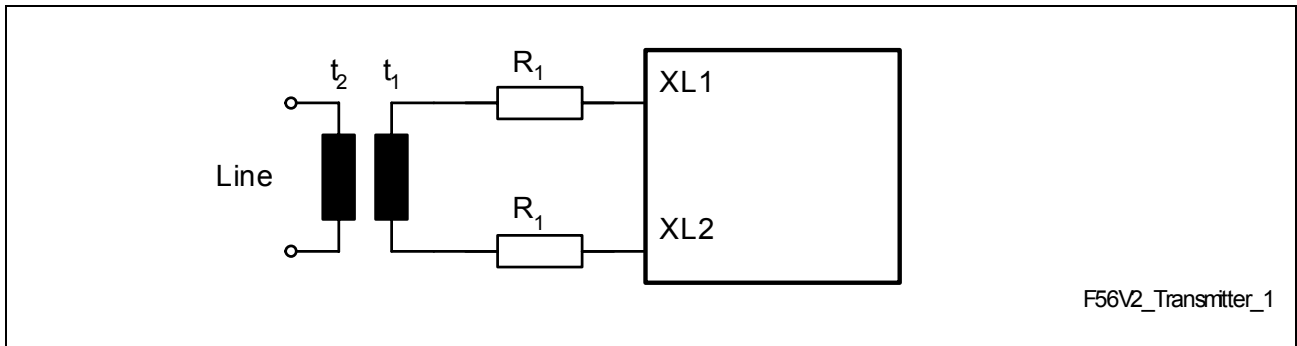 t2 t1 R1 XL1
Line
R1 XL2
F56V2_Transmitter_1